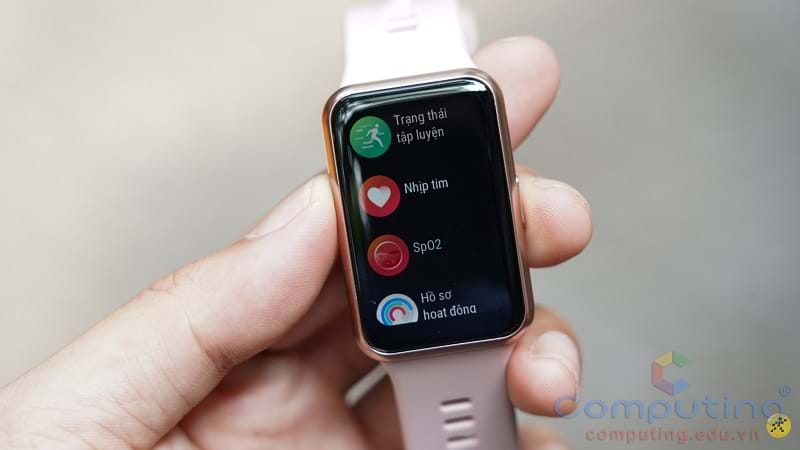 Trạng thái
tập luyện
Nhịp tim
SpO2
Hồ sơ
hoạt động
Computing®
computing.edu.vn